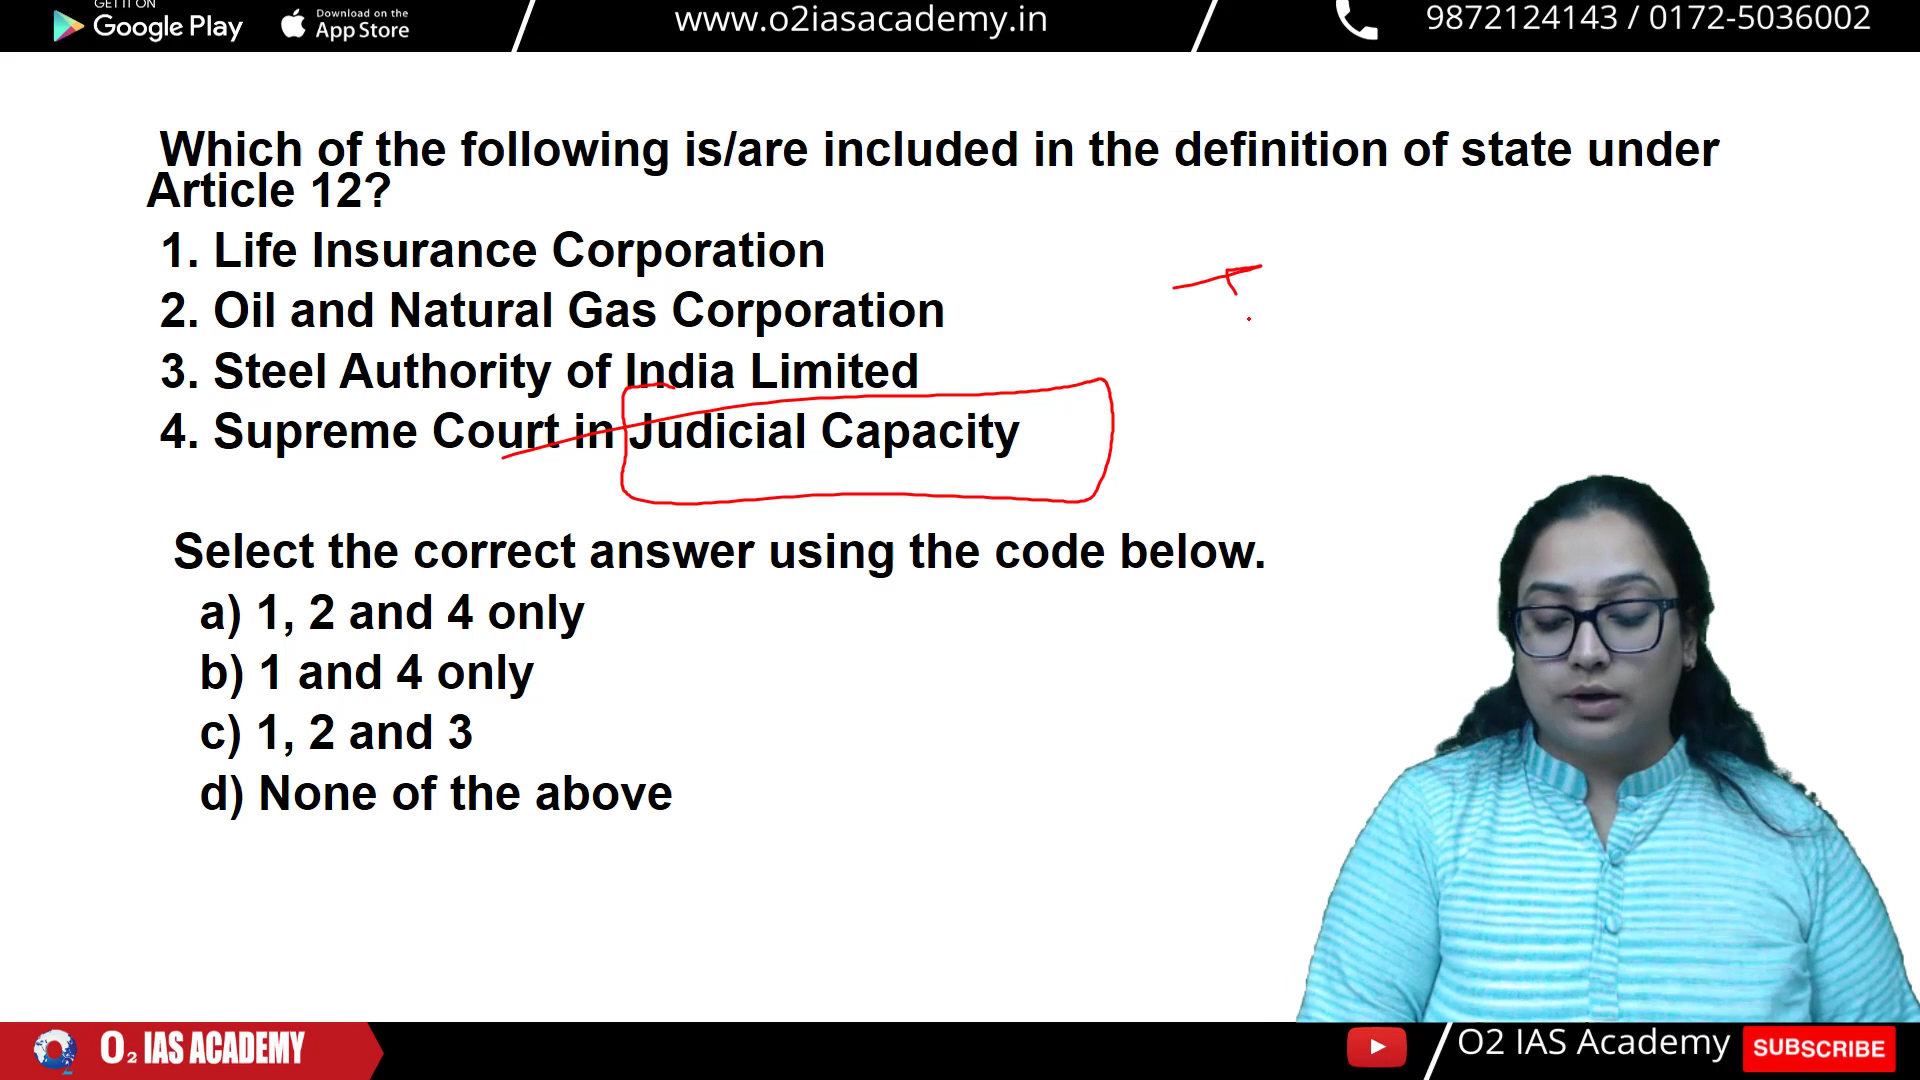 GET IT ON
Google Play
Download on the
App Store
www.o2iasacademy.in
9872124143 / 0172-5036002
Which of the following is/are included in the definition of state under
Article 12?
1. Life Insurance Corporation
2. Oil and Natural Gas Corporation
3. Steel Authority of India Limited
4. Supreme Court in Judicial Capacity
Select the correct answer using the code below.
a) 1, 2 and 4 only
b) 1 and 4 only
c) 1, 2 and 3
d) None of the above
O2 IAS ACADEMY
O2 IAS Academy
SUBSCRIBE